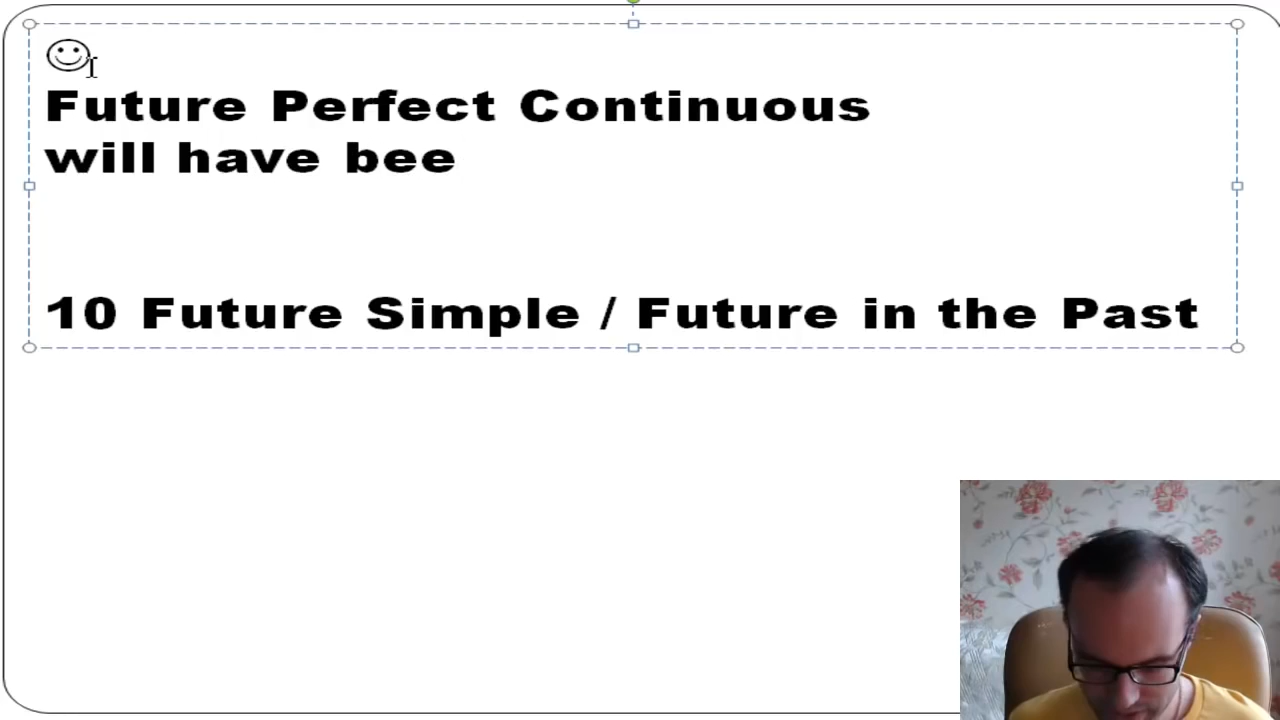 Future Perfect Continuous
will have bee
10 Future Simple / Future in the Past